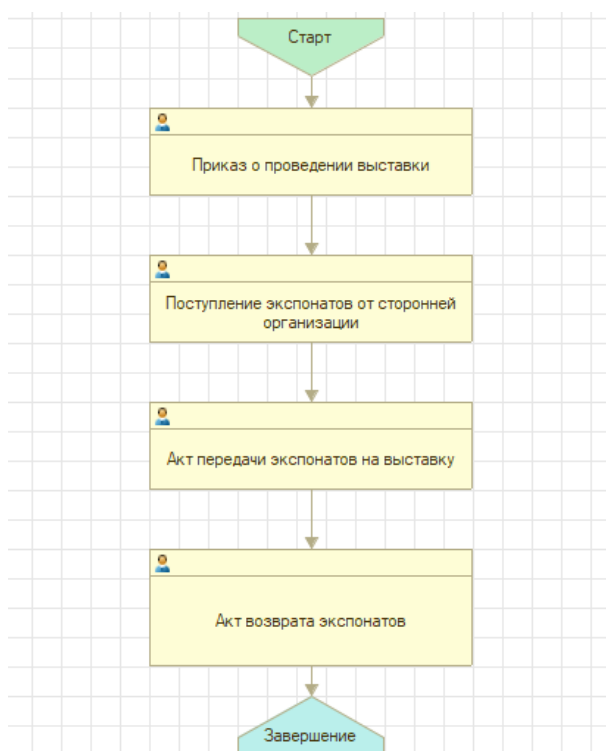 Старт
Приказ о проведении выставки
Поступление экспонатов от сторонней
организации
Акт передачи экспонатов на выставку
Акт возврата экспонатов
Завершение